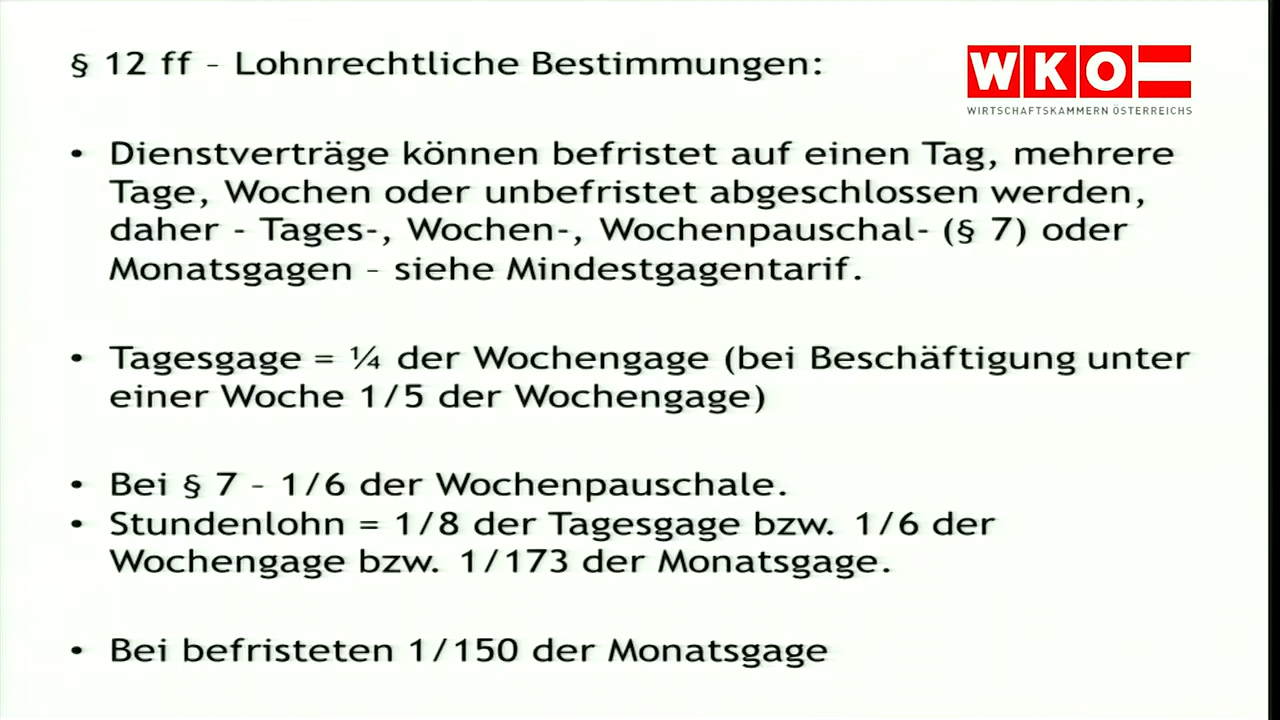 § 12 ff – Lohnrechtliche Bestimmungen:
WKO
WIRTSCHAFTSKAMMERN ÖSTERREICHS
• Dienstverträge können befristet auf einen Tag, mehrere
Tage, Wochen oder unbefristet abgeschlossen werden,
daher - Tages-, Wochen-, Wochenpauschal- (§ 7) oder
Monatsgagen – siehe Mindestgagentarif.
• Tagesgage = ¼ der Wochengage (bei Beschäftigung unter
einer Woche 1/5 der Wochengage)
• Bei § 7 – 1/6 der Wochenpauschale.
• Stundenlohn = 1/8 der Tagesgage bzw. 1/6 der
Wochengage bzw. 1/173 der Monatsgage.
• Bei befristeten 1/150 der Monatsgage